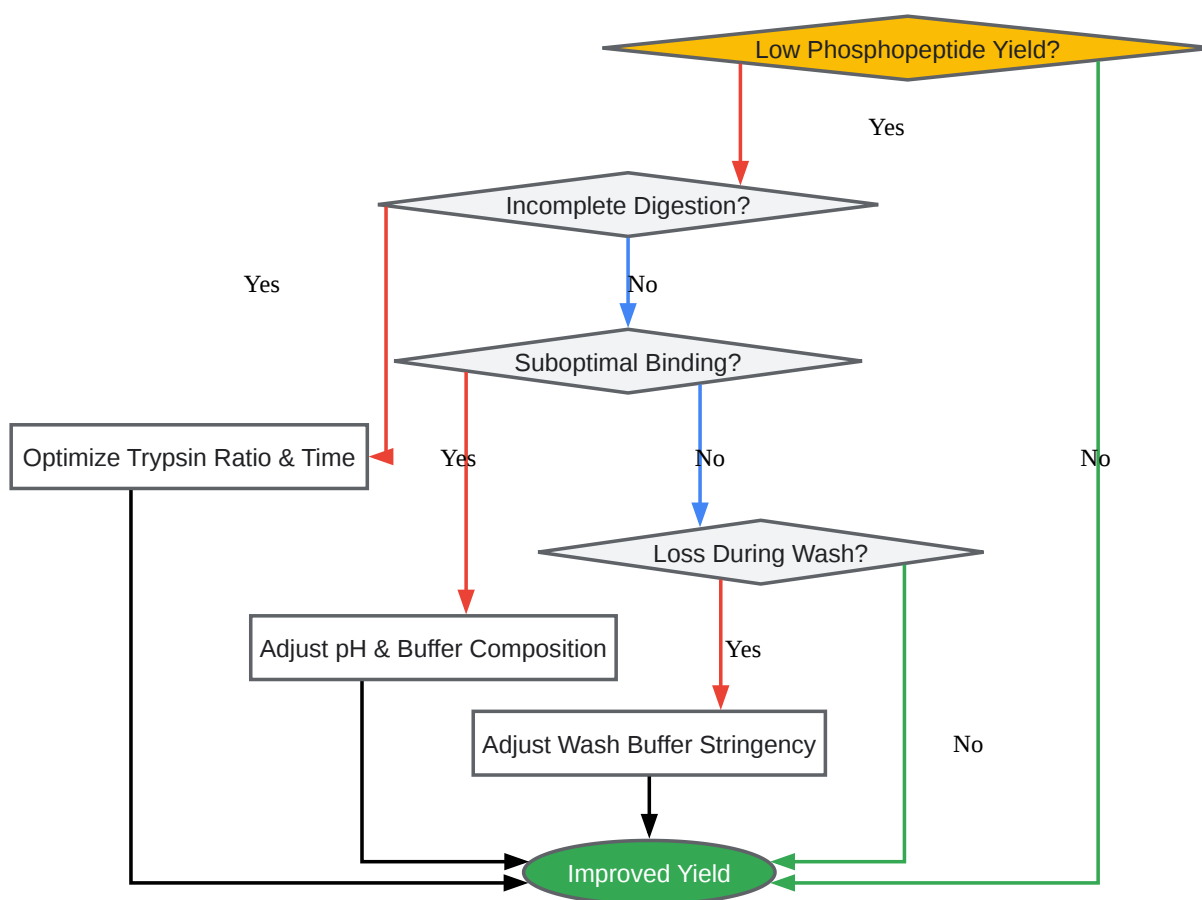 Low Phosphopeptide Yield?
Yes
Incomplete Digestion?
Yes
No
Suboptimal Binding?
Optimize Trypsin Ratio & Time
Yes
No
No
Loss During Wash?
Adjust pH & Buffer Composition
Yes
Adjust Wash Buffer Stringency
No
Improved Yield